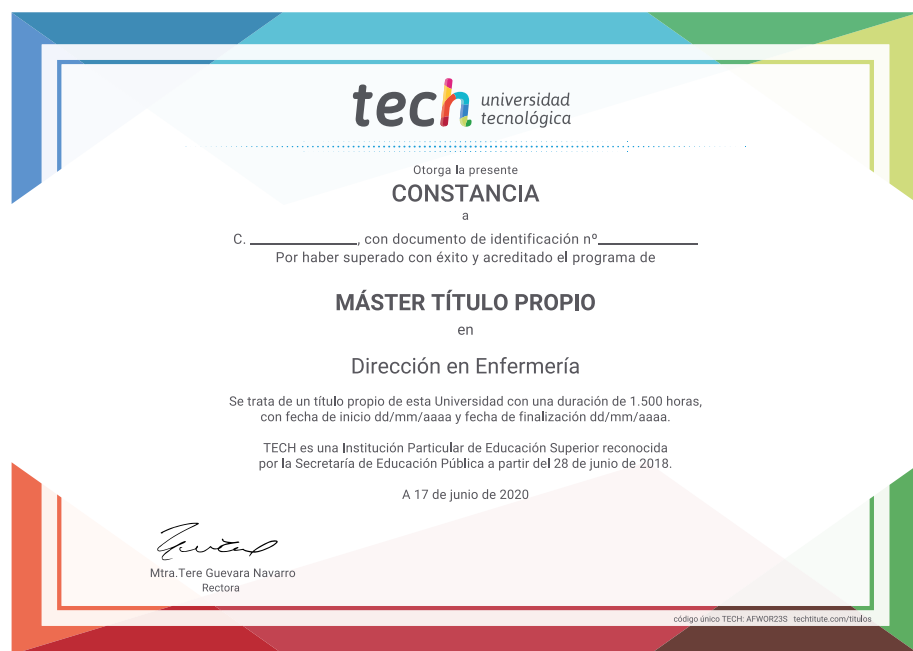 tech universidad
tecnológica
Otorga la presente
CONSTANCIA
a
C. ______________, con documento de identificación nº_____________
Por haber superado con éxito y acreditado el programa de
MÁSTER TÍTULO PROPIO
en
Dirección en Enfermería
Se trata de un título propio de esta Universidad con una duración de 1.500 horas,
con fecha de inicio dd/mm/aaaa y fecha de finalización dd/mm/aaaa.
TECH es una Institución Particular de Educación Superior reconocida
por la Secretaría de Educación Pública a partir del 28 de junio de 2018.
A 17 de junio de 2020
Mtra.Tere Guevara Navarro
Rectora
código único TECH: AFWOR23S techtitute.com/titulos